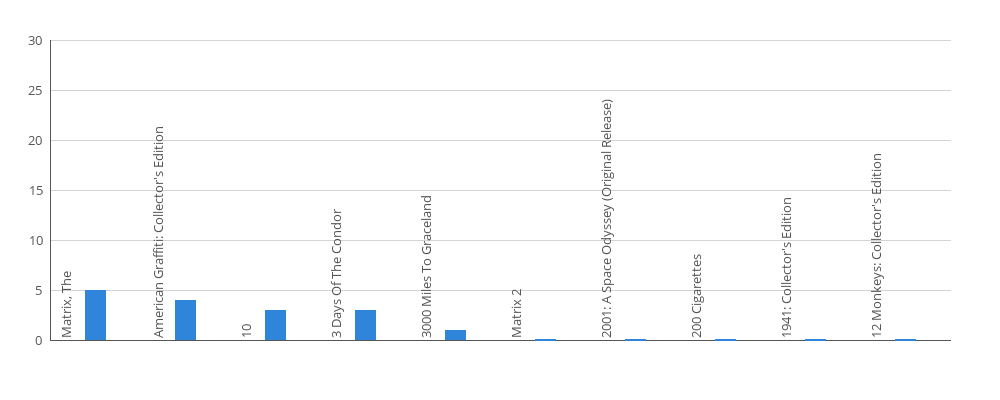 30
25
20
15
10
5
0
Matrix, The
American Graffiti: Collector's Edition
10
3 Days Of The Condor
3000 Miles To Graceland
Matrix 2
2001: A Space Odyssey (Original Release)
200 Cigarettes
1941: Collector's Edition
12 Monkeys: Collector's Edition